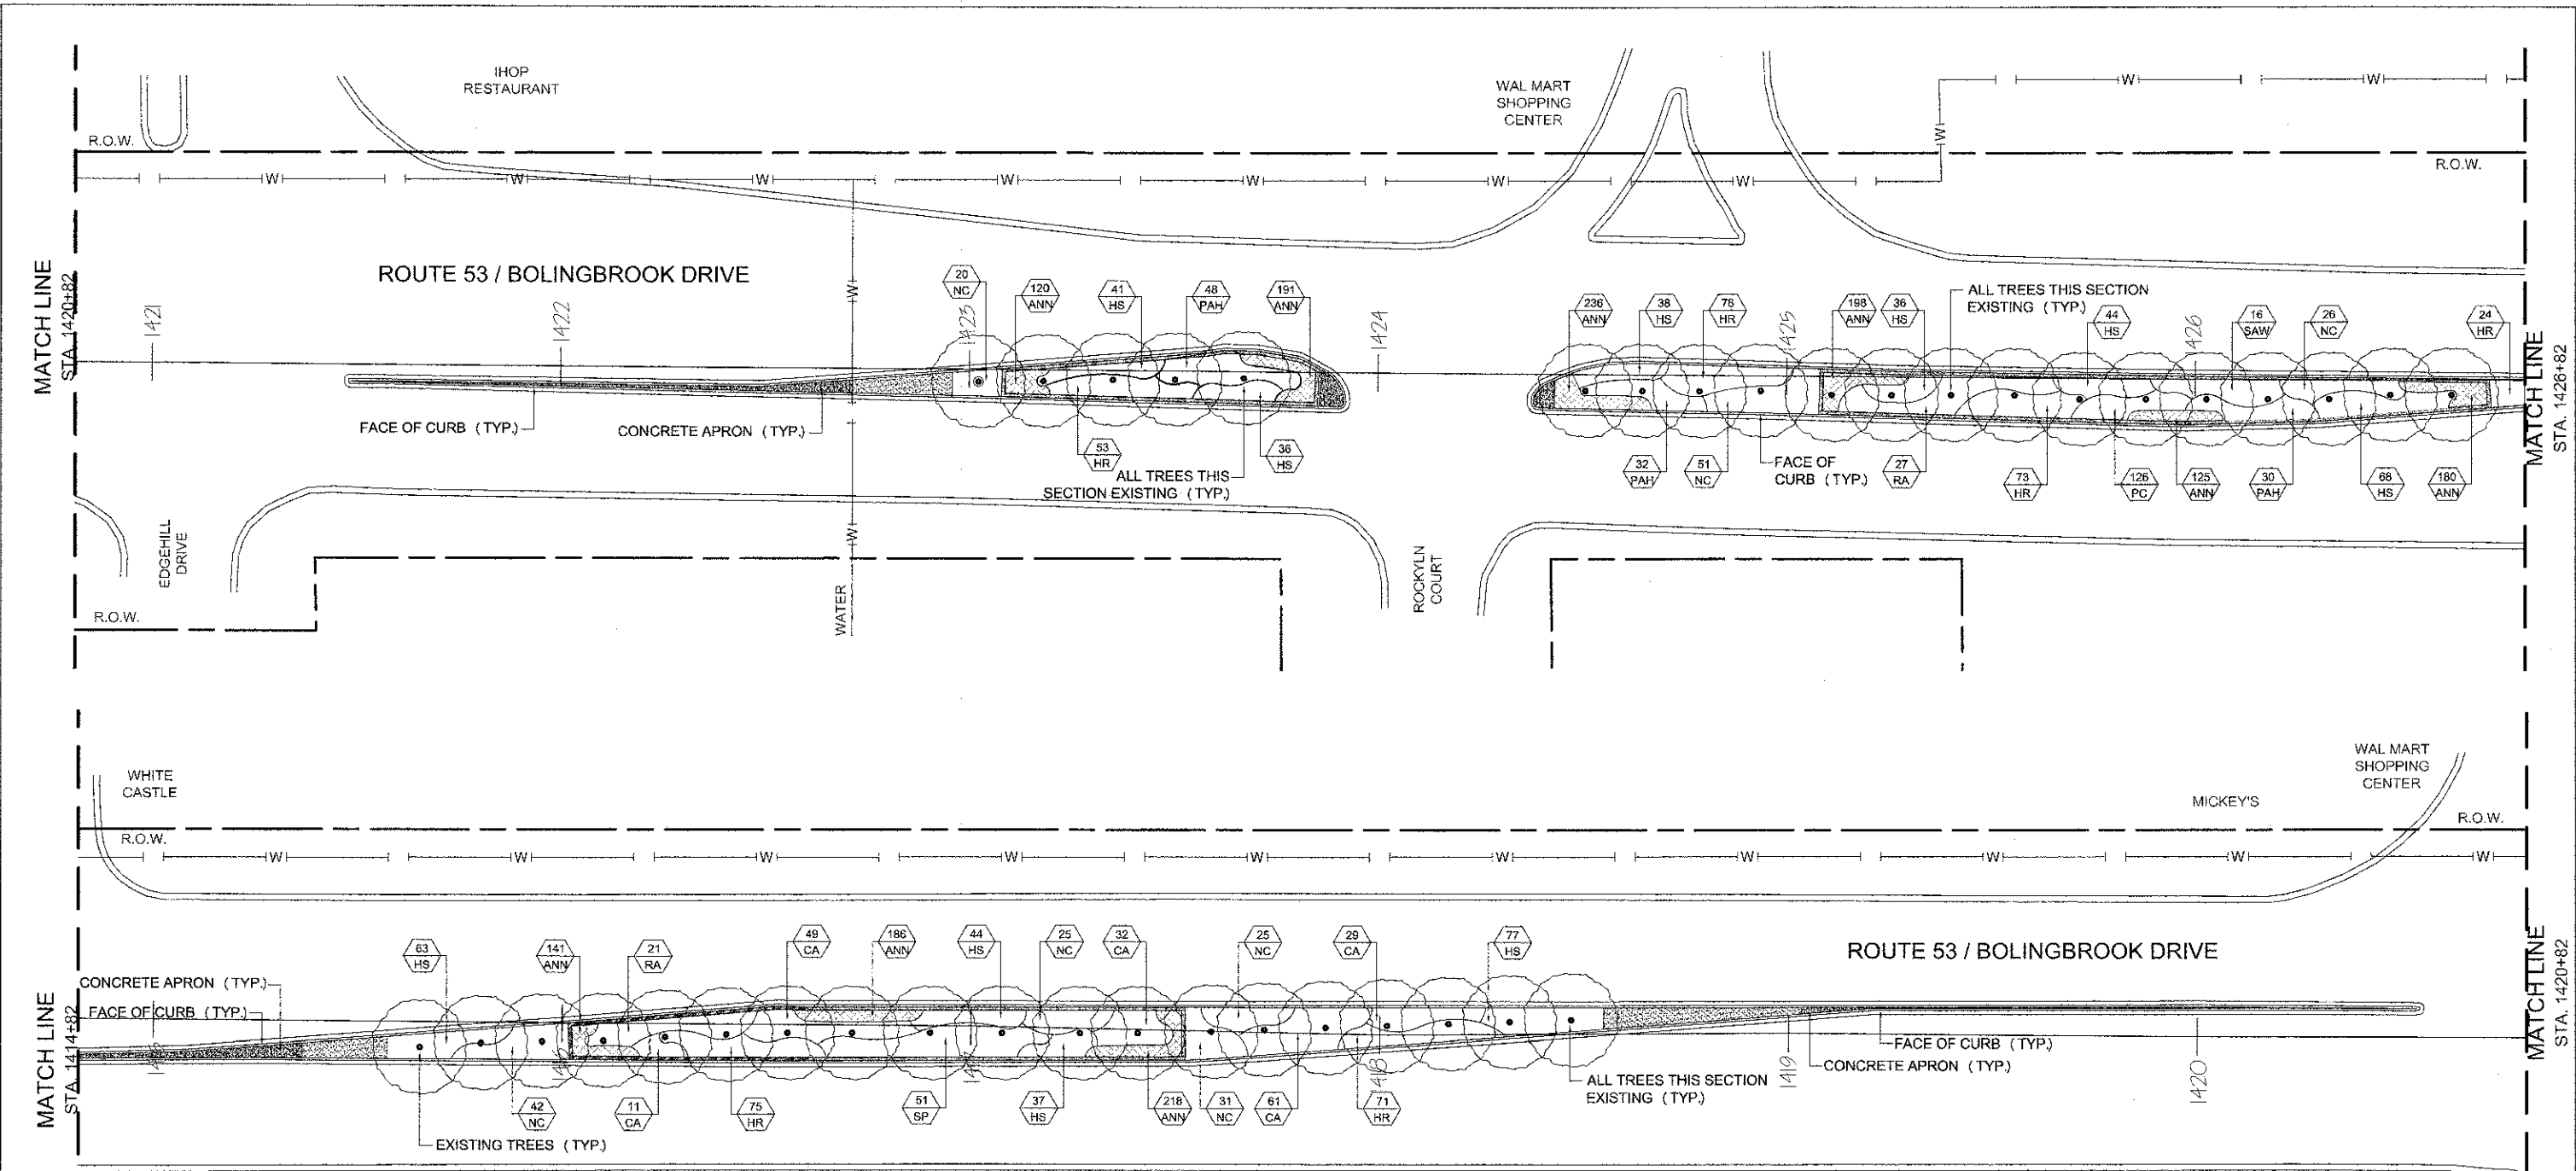 IHOP
RESTAURANT
WAL MART
SHOPPING
CENTER
W
W
W
R.O.W.
R.O.W.
W
W
W
W
W
W
W
MATCH LINE
STA. 1420+82
ROUTE 53 / BOLINGBROOK DRIVE
W
1421
1422
1423
1424
1425
1426
20
NC
120
ANN
41
HS
48
PAH
191
ANN
236
ANN
38
HS
78
HR
198
ANN
36
HS
ALL TREES THIS SECTION
EXISTING (TYP.)
44
HS
16
SAW
26
NC
24
HR
MATCH LINE
STA. 1426+82
FACE OF CURB (TYP.)
CONCRETE APRON (TYP.)
53
HR
ALL TREES THIS
SECTION EXISTING (TYP.)
36
HS
32
PAH
51
NC
FACE OF
CURB (TYP.)
27
RA
73
HR
126
PC
125
ANN
30
PAH
68
HS
180
ANN
W
EDGEHILL
DRIVE
R.O.W.
WATER
ROCKYLN
COURT
WHITE
CASTLE
WAL MART
SHOPPING
CENTER
MICKEY'S
R.O.W.
R.O.W.
W
W
W
W
W
W
W
W
W
W
ROUTE 53 / BOLINGBROOK DRIVE
MATCH LINE
STA. 1414+82
CONCRETE APRON (TYP.)
FACE OF CURB (TYP.)
63
HS
141
ANN
21
RA
49
CA
186
ANN
44
HS
25
NC
32
CA
25
NC
29
CA
77
HS
MATCH LINE
STA. 1420+82
1418
1419
1420
FACE OF CURB (TYP.)
CONCRETE APRON (TYP.)
ALL TREES THIS SECTION
EXISTING (TYP.)
42
NC
11
CA
75
HR
51
SP
37
HS
218
ANN
31
NC
61
CA
71
HR
EXISTING TREES (TYP.)